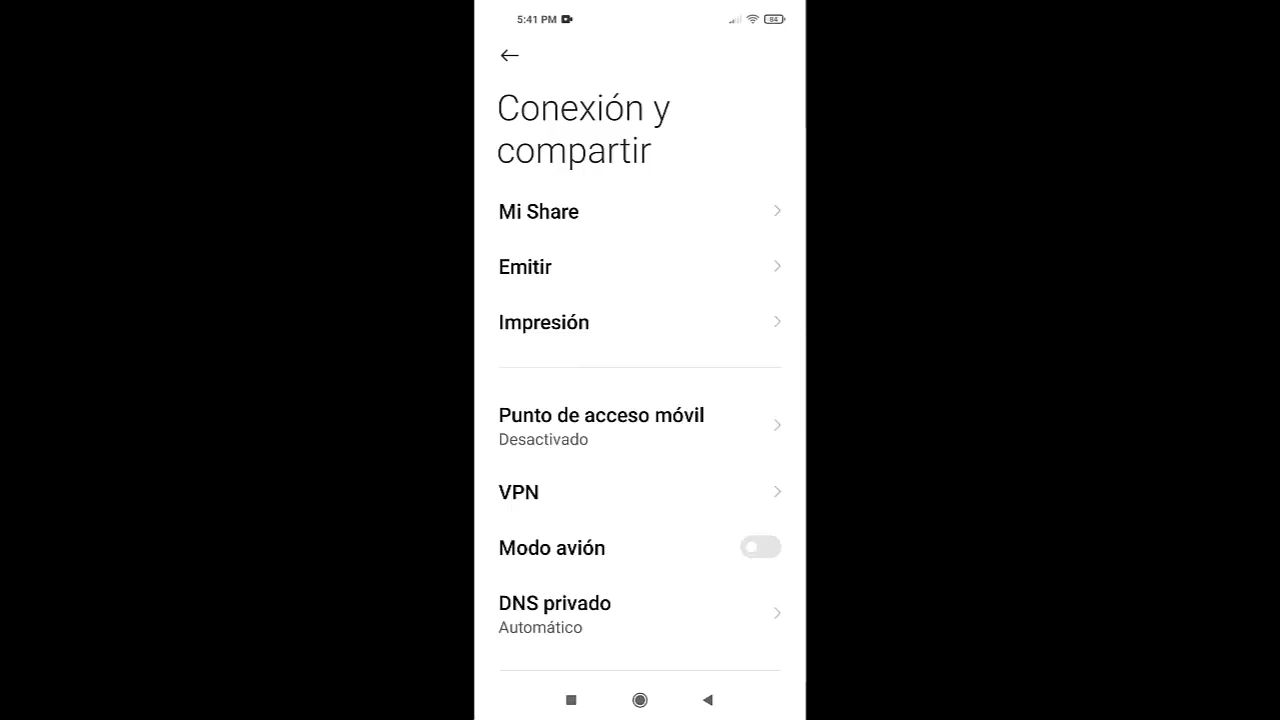 5:41 PM
84
Conexión y
compartir
Mi Share
Emitir
Impresión
Punto de acceso móvil
Desactivado
VPN
Modo avión
DNS privado
Automático